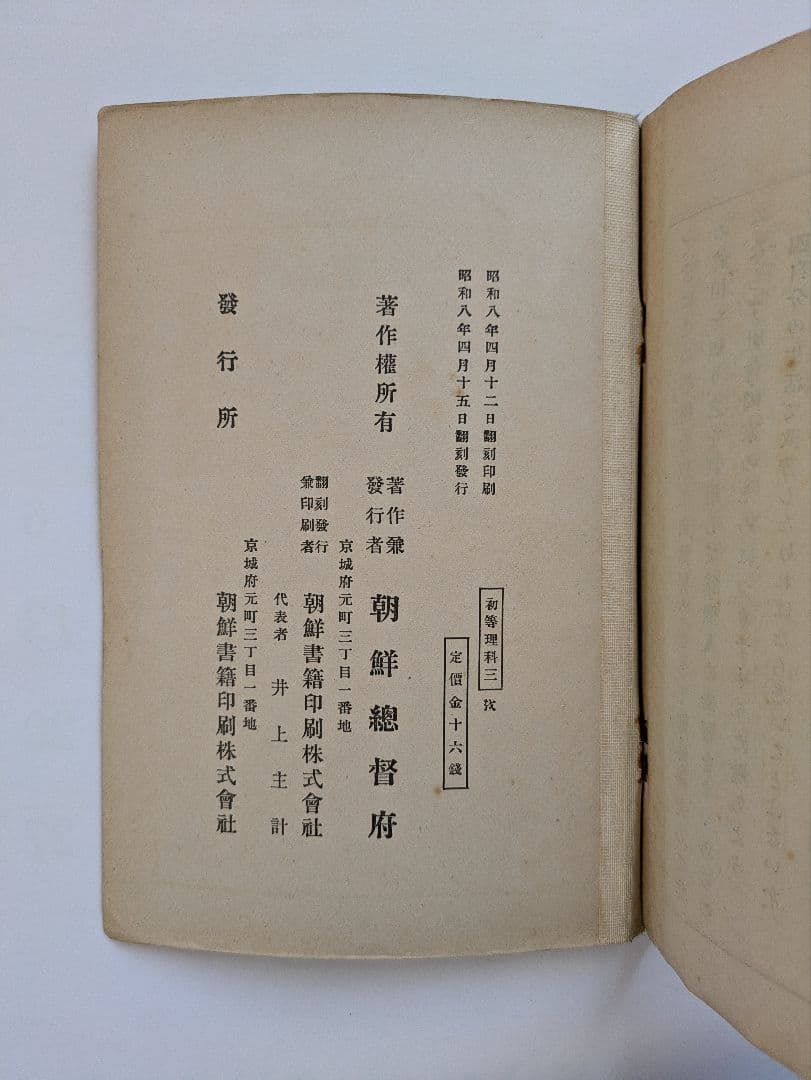 昭和八年四月十二日翻刻印刷
昭和八年四月十五日翻刻發行
初等理科三
定價金十六錢
著作權所有
著作兼
發行者
朝鮮總督府
京城府元町三丁目一番地
翻刻發行
兼印刷者
朝鮮書籍印刷株式會社
代表者 井上主計
發行所
京城府元町三丁目一番地
朝鮮書籍印刷株式會社